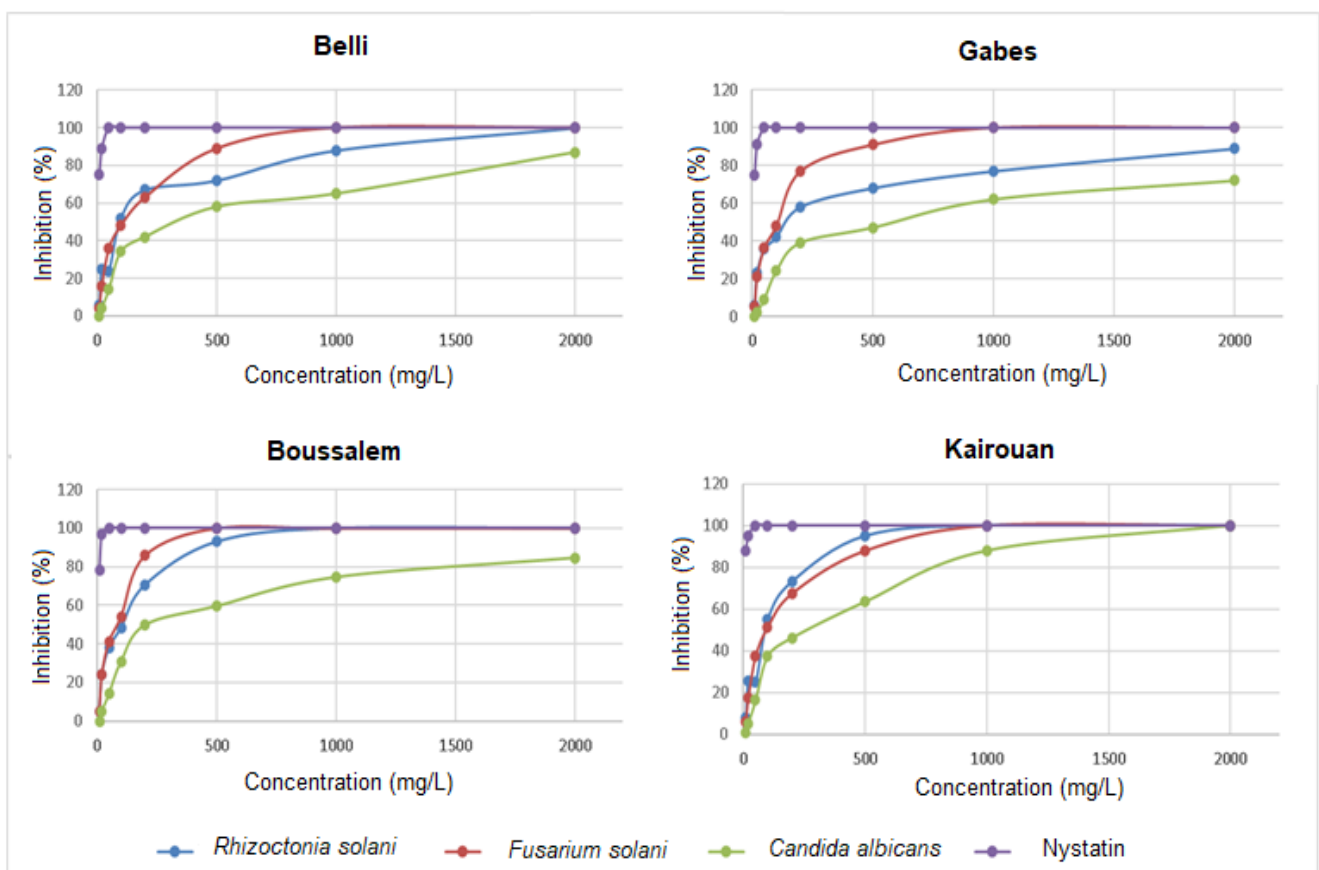 Belli
120
100
80
60
40
20
0
Inhibition (%)
0 500 1000 1500 2000
Concentration (mg/L)
Gabes
120
100
80
60
40
20
0
Inhibition (%)
0 500 1000 1500 2000
Concentration (mg/L)
Boussalem
120
100
80
60
40
20
0
Inhibition (%)
0 500 1000 1500 2000
Concentration (mg/L)
Kairouan
120
100
80
60
40
20
0
Inhibition (%)
0 500 1000 1500 2000
Concentration (mg/L)
Rhizoctonia solani Fusarium solani Candida albicans Nystatin